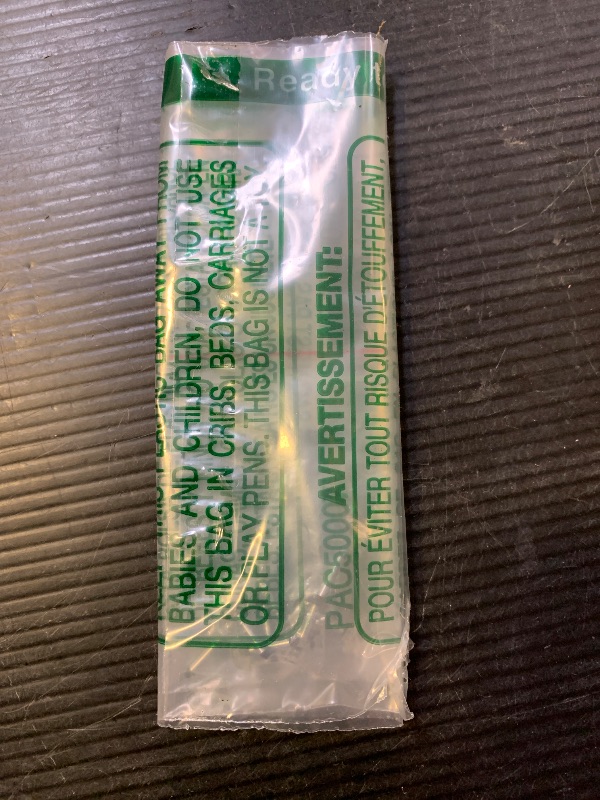 Ready
BAG AWAY FROM
BABIES AND CHILDREN, DO NOT USE
THIS BAG IN CRIBS, BEDS, CARRIAGES
OR PLAY PENS. THIS BAG IS NOT
PAC5000
AVERTISSEMENT:
POUR ÉVITER TOUT RISQUE D'ÉTOUFFEMENT,